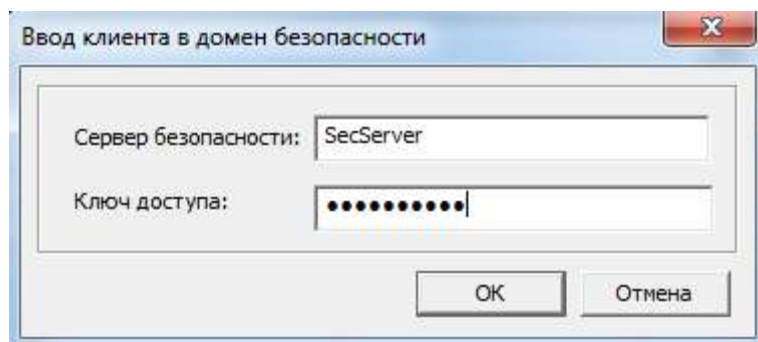 Ввод клиента в домен безопасности
Сервер безопасности: SecServer
Ключ доступа: ●●●●●●●●●●
OK Отмена